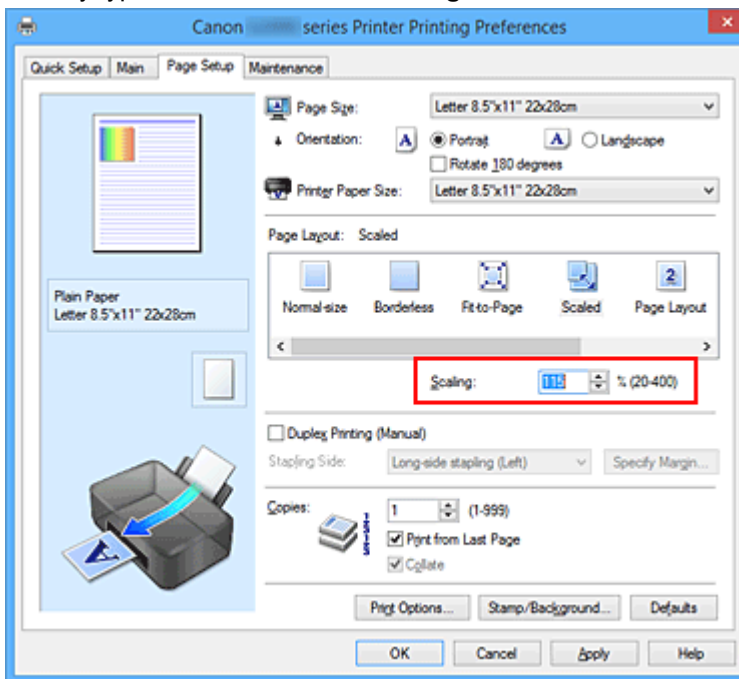 Canon series Printer Printing Preferences
Quick Setup Main Page Setup Maintenance
Page Size: Letter 8.5"x11" 22x28cm
Orientation: A Portrait A Landscape
Rotate 180 degrees
Printer Paper Size: Letter 8.5"x11" 22x28cm
Page Layout: Scaled
Normal-size Borderless Fit-to-Page Scaled Page Layout
Plain Paper
Letter 8.5"x11" 22x28cm
Scaling: 115 % (20-400)
Duplex Printing (Manual)
Stapling Side: Long-side stapling (Left) Specify Margin...
Copies: 1 (1-999)
Print from Last Page
Collate
Print Options... Stamp/Background... Defaults
OK Cancel Apply Help